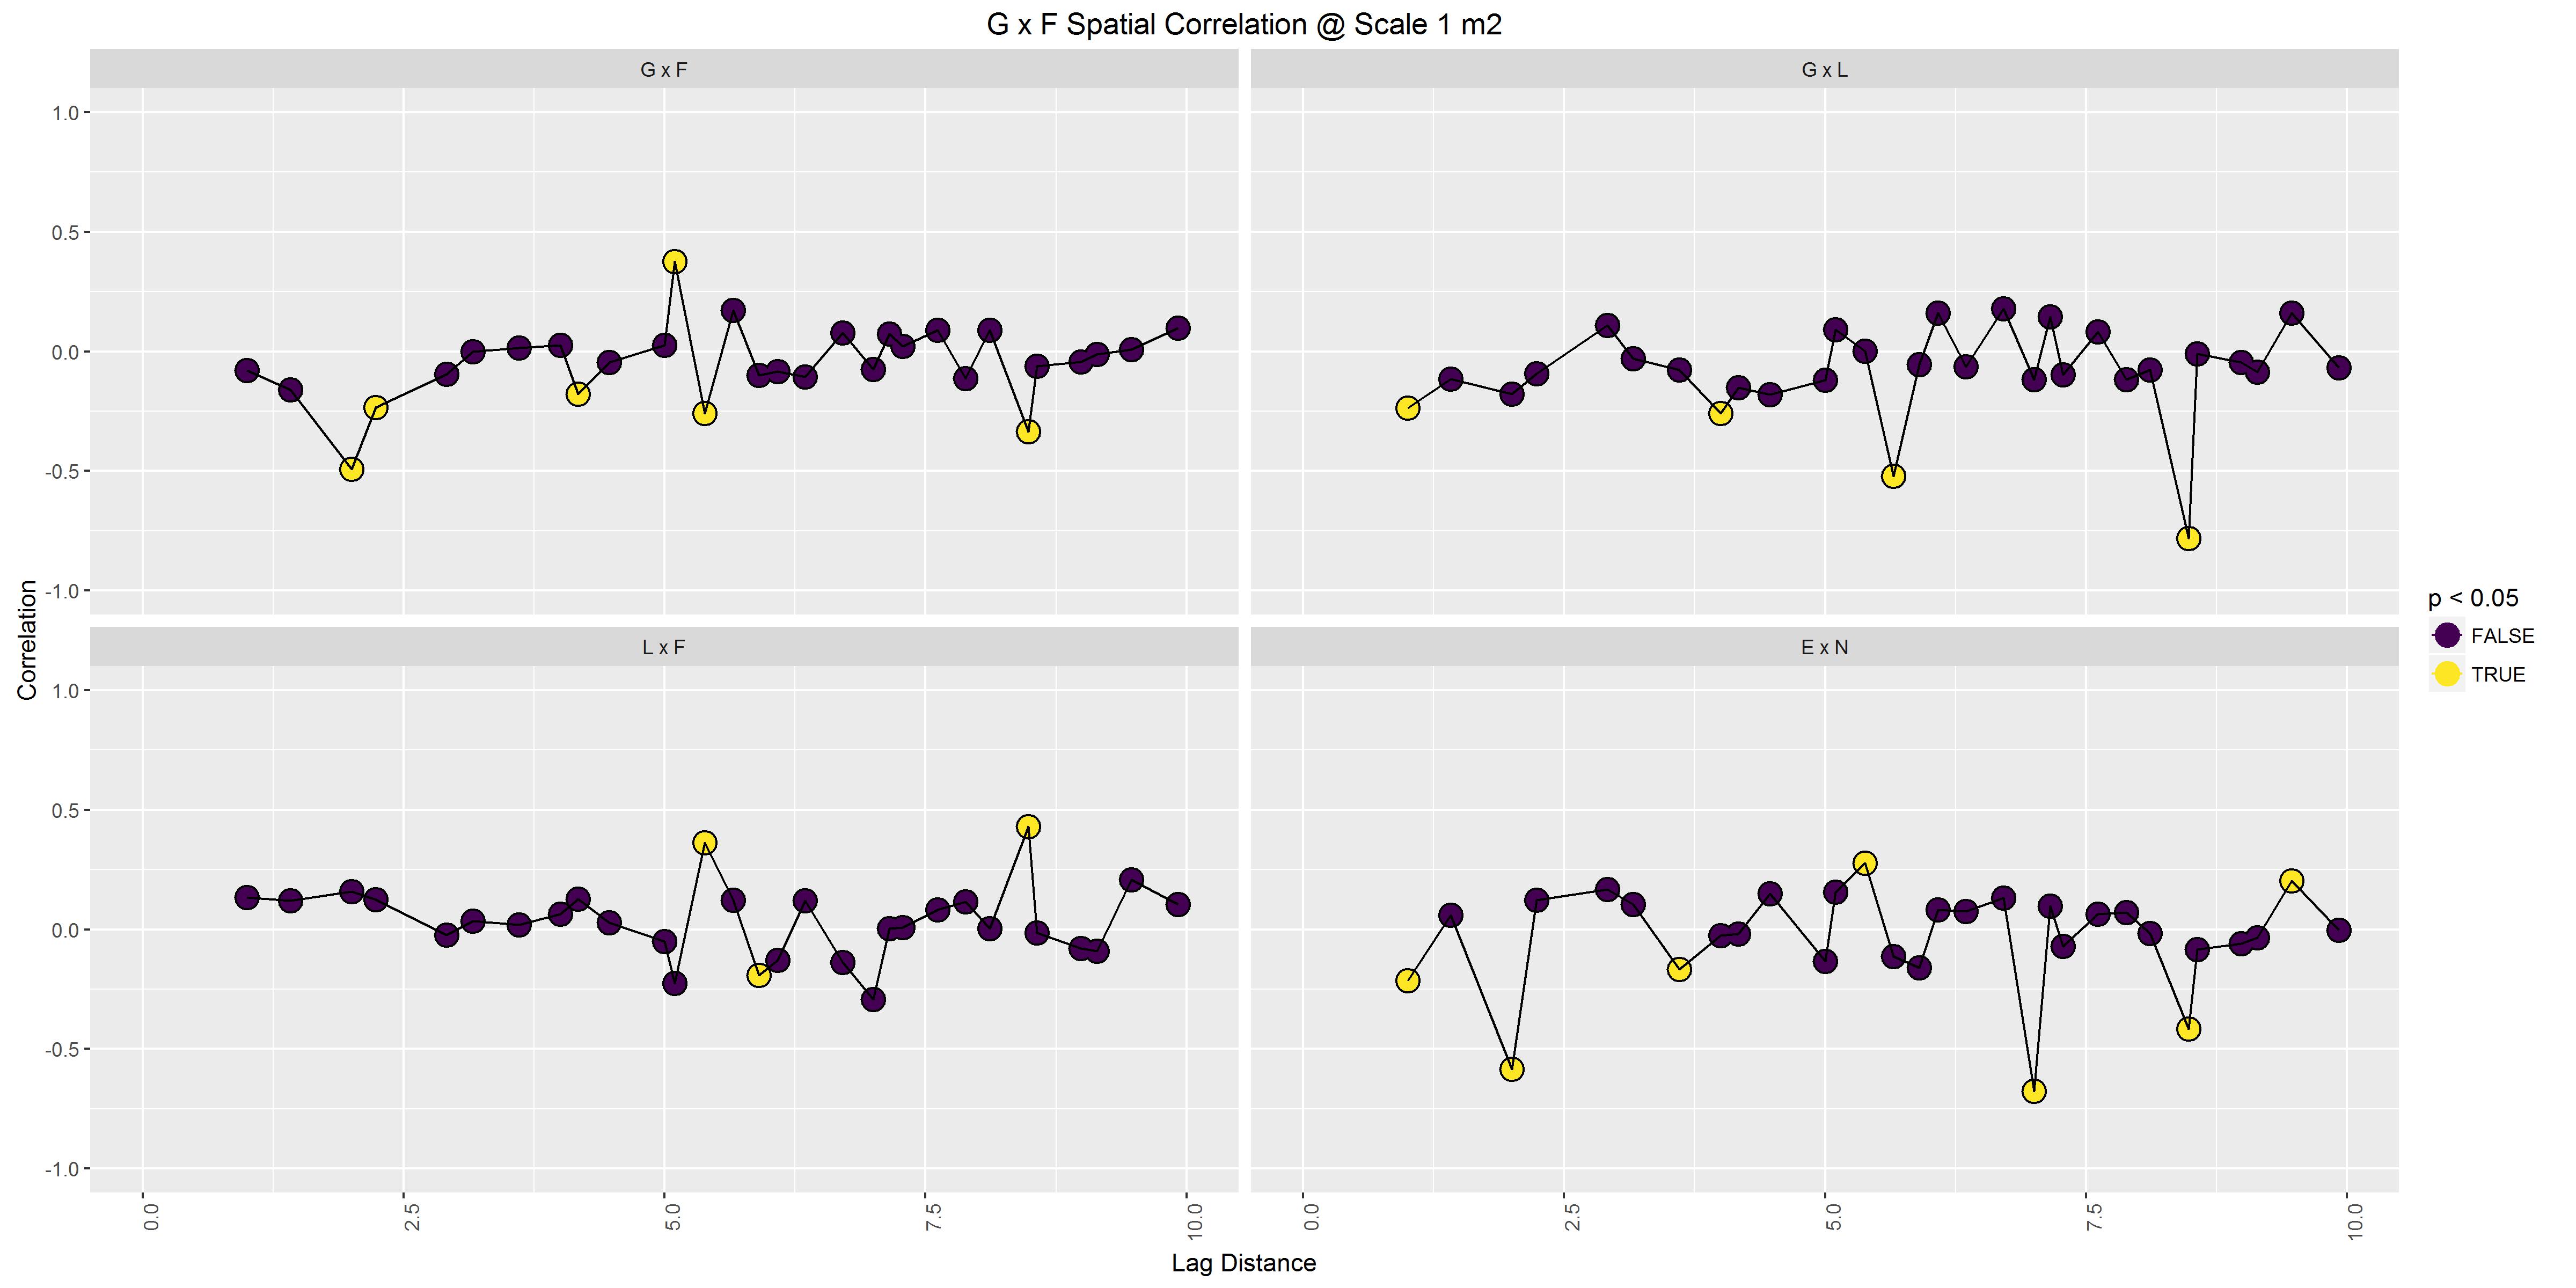 G x F Spatial Correlation @ Scale 1 m2
G x F
G x L
1.0
0.5
0.0
-0.5
-1.0
L x F
E x N
1.0
0.5
0.0
-0.5
-1.0
Correlation
0.0
2.5
5.0
7.5
10.0
0.0
2.5
5.0
7.5
10.0
Lag Distance
p < 0.05
FALSE
TRUE